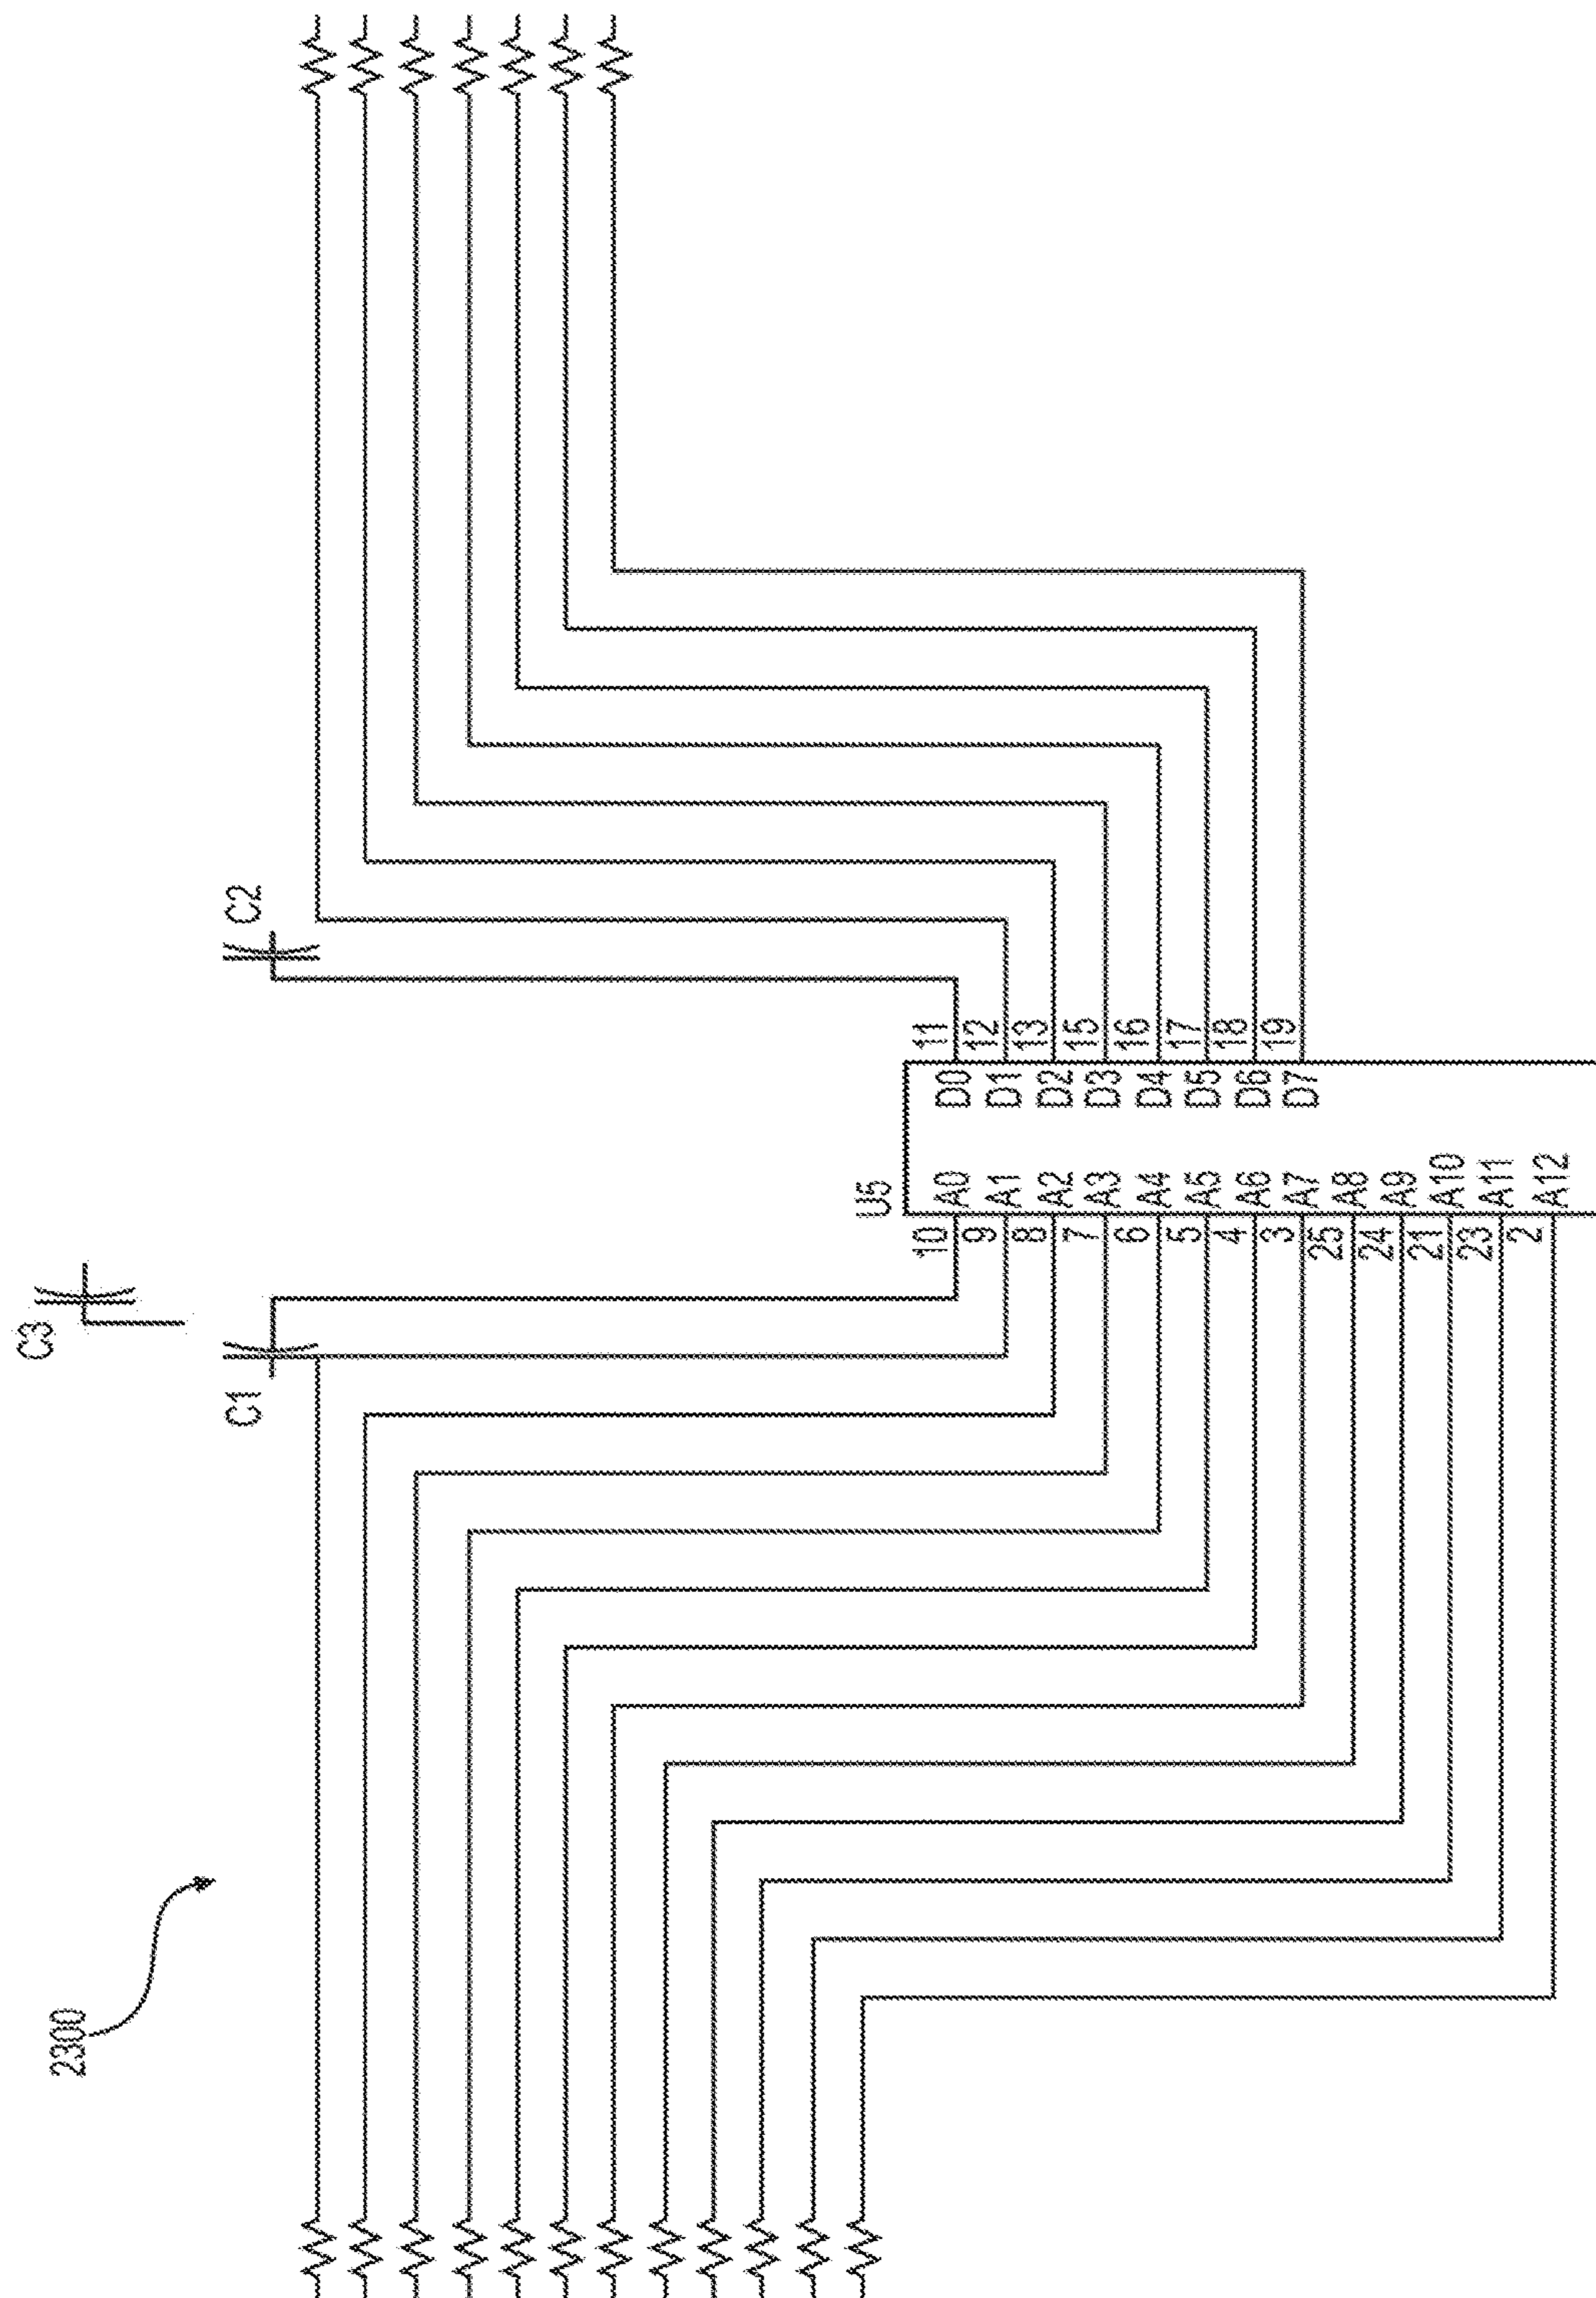 2300
C3
C1
C2
U5
10 A0 D0 11
9 A1 D1 12
8 A2 D2 13
7 A3 D3 15
6 A4 D4 16
5 A5 D5 17
4 A6 D6 18
3 A7 D7 19
25 A8
24 A9
21 A10
23 A11
2 A12